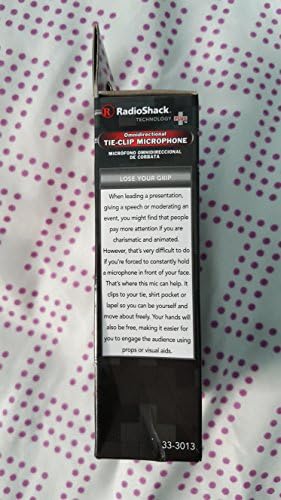 RadioShack
TECHNOLOGY PLUS
Omnidirectional
TIE-CLIP MICROPHONE
MICRÓFONO OMNIDIRECCIONAL
DE CORBATA
LOSE YOUR GRIP
When leading a presentation,
giving a speech or moderating an
event, you might find that people
pay more attention if you are
charismatic and animated.
However, that's very difficult to do
if you're forced to constantly hold
a microphone in front of your face.
That's where this mic can help. It
clips to your tie, shirt pocket or
lapel so you can be yourself and
move about freely. Your hands will
also be free, making it easier for
you to engage the audience using
props or visual aids.
33-3013